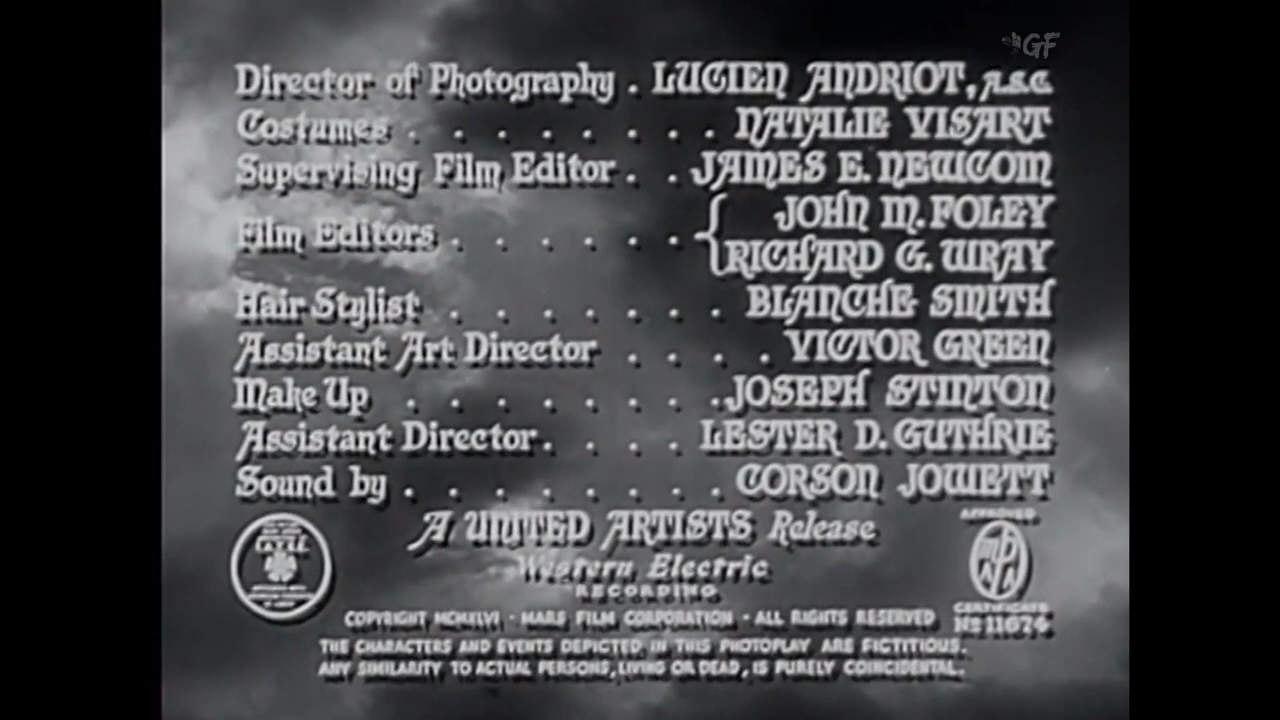 GF
Director of Photography . LUCIEN ANDRIOT, A.S.C.
Costumes . . . . . . . . NATALIE VISART
Supervising Film Editor . . JAMES E. NEWCOM
Film Editors . . . . . . { JOHN M. FOLEY
RICHARD G. WRAY
Hair Stylist . . . . . . . BLANCHE SMITH
Assistant Art Director . . . . VICTOR GREEN
Make Up . . . . . . . . JOSEPH STINTON
Assistant Director . . . . LESTER D. GUTHRIE
Sound by . . . . . . . . CORSON JOWETT
A UNITED ARTISTS Release
Western Electric
RECORDING
APPROVED
CERTIFICATE
No 11674
COPYRIGHT MCMXLVI - MARS FILM CORPORATION - ALL RIGHTS RESERVED
THE CHARACTERS AND EVENTS DEPICTED IN THIS PHOTOPLAY ARE FICTITIOUS.
ANY SIMILARITY TO ACTUAL PERSONS, LIVING OR DEAD, IS PURELY COINCIDENTAL.